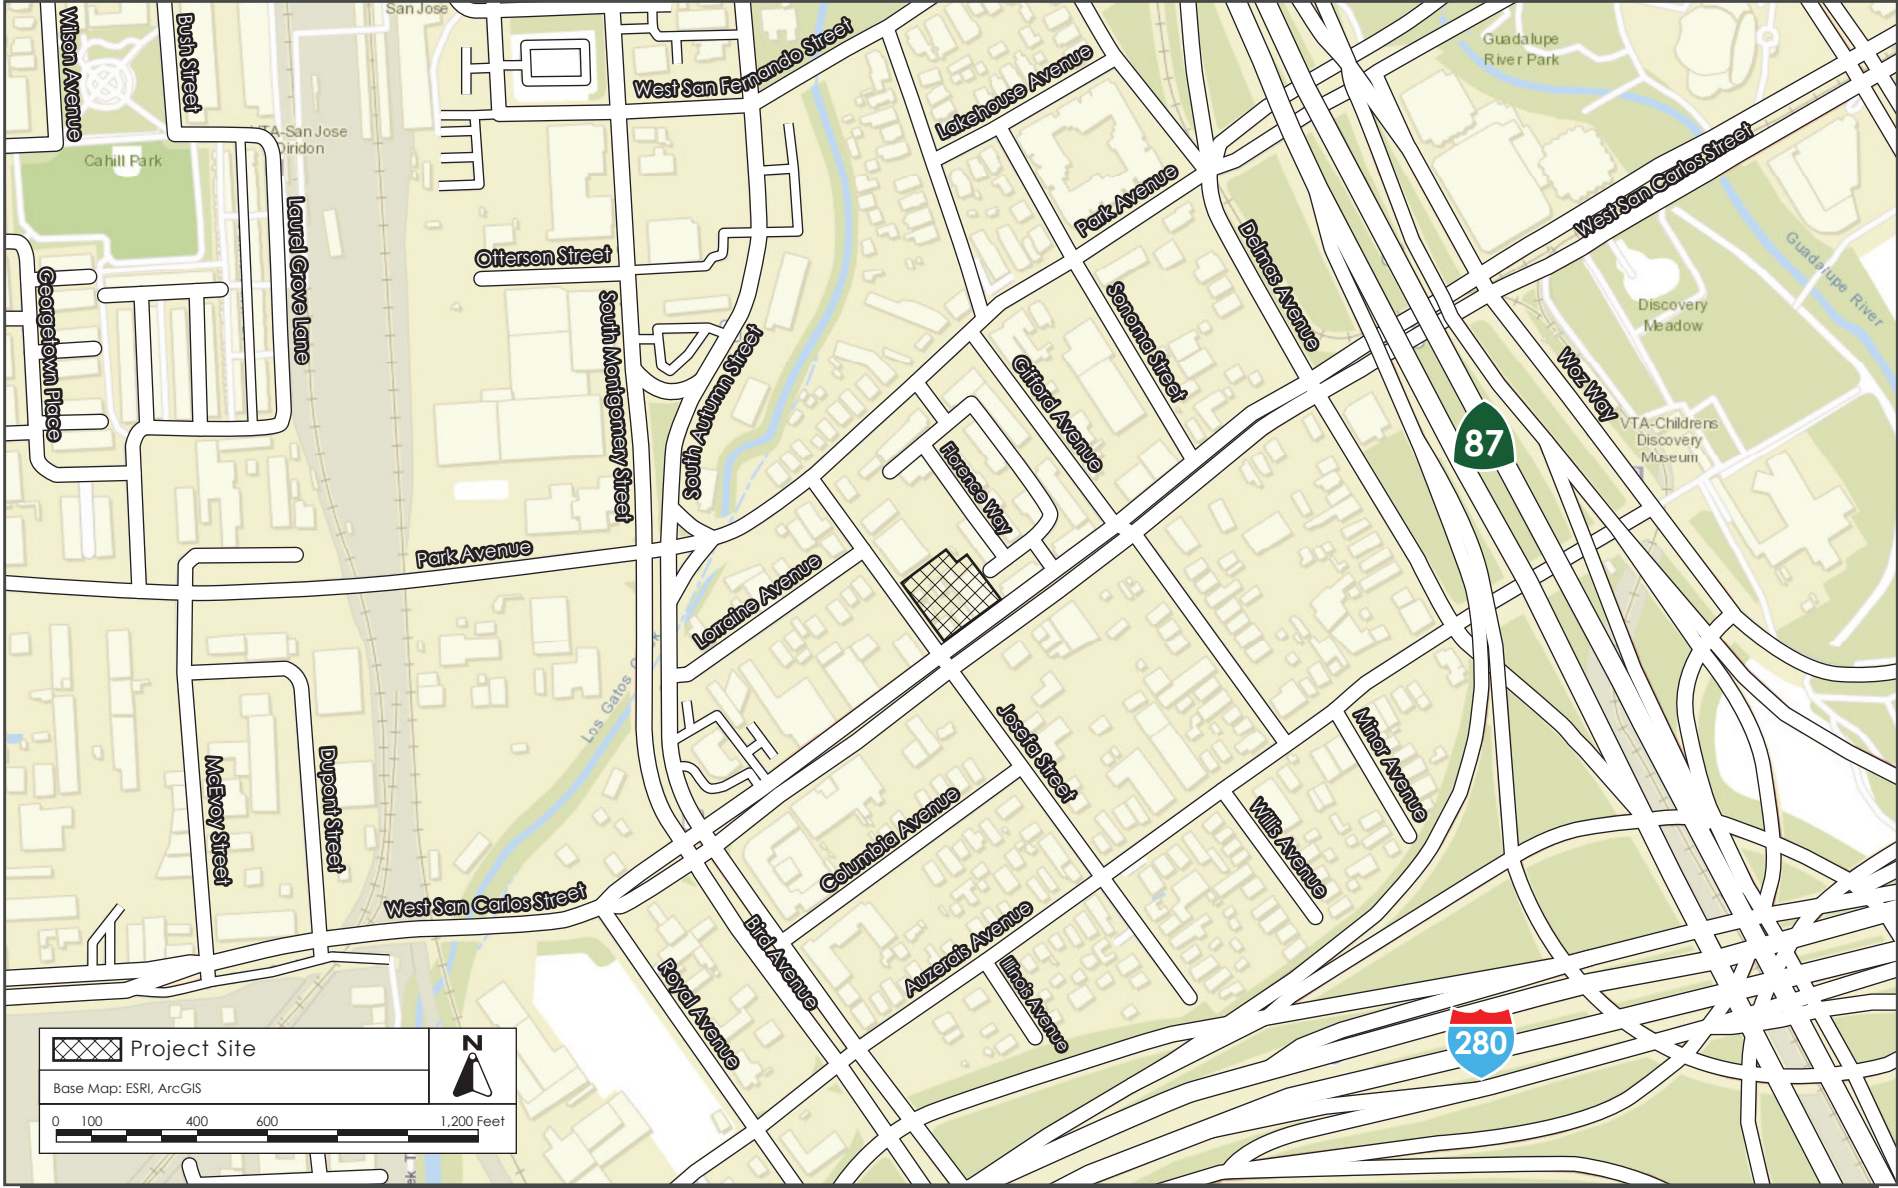 San Jose
Wilson Avenue
Bush Street
West San Fernando Street
Lakehouse Avenue
Guadalupe
River Park
VTA-San Jose
Diridon
Cahill Park
Park Avenue
West San Carlos Street
Laurel Grove Lane
Otterson Street
Delmas Avenue
Guadalupe River
Georgetown Place
South Montgomery Street
Sonoma Street
Discovery
Meadow
South Autumn Street
Gifford Avenue
Woz Way
87
VTA-Childrens
Discovery
Museum
Florence Way
Park Avenue
Lorraine Avenue
Los Gatos
Josefa Street
Minor Avenue
McEvoy Street
Dupont Street
Columbia Avenue
Willis Avenue
West San Carlos Street
Bird Avenue
Auzerais Avenue
Royal Avenue
Illinois Avenue
280
Project Site
N
Base Map: ESRI, ArcGIS
0 100 400 600 1,200 Feet